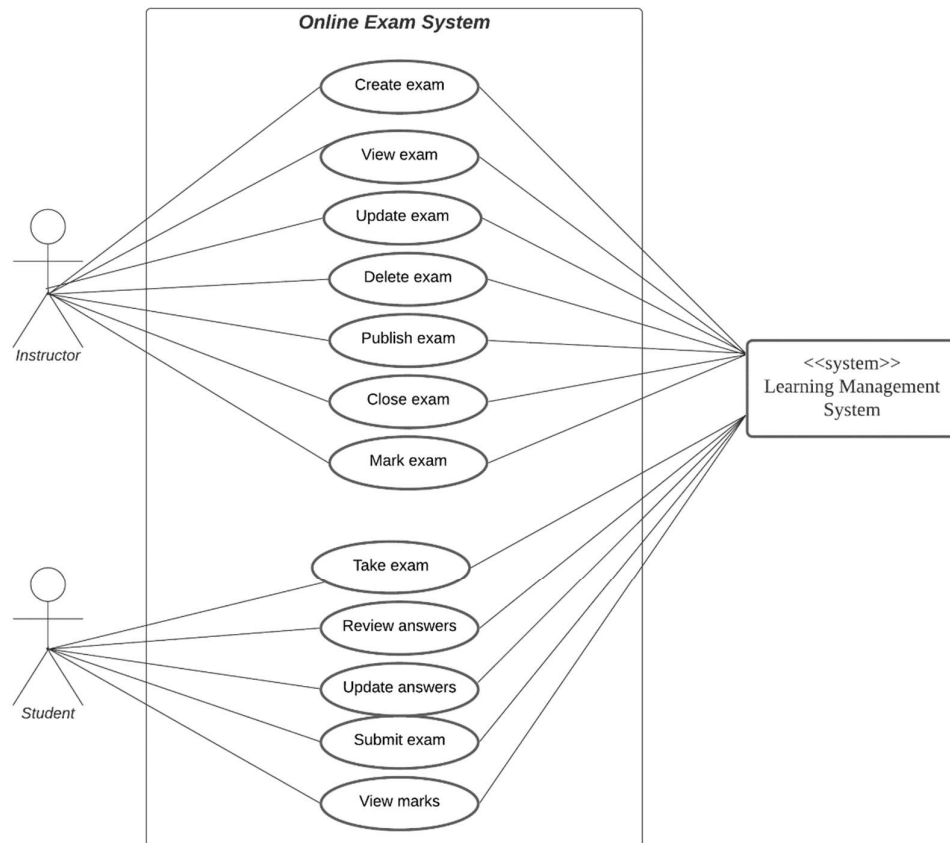 Online Exam System
Create exam
View exam
Update exam
Delete exam
Publish exam
Close exam
Mark exam
Instructor
<<system>>
Learning Management
System
Take exam
Review answers
Update answers
Submit exam
View marks
Student